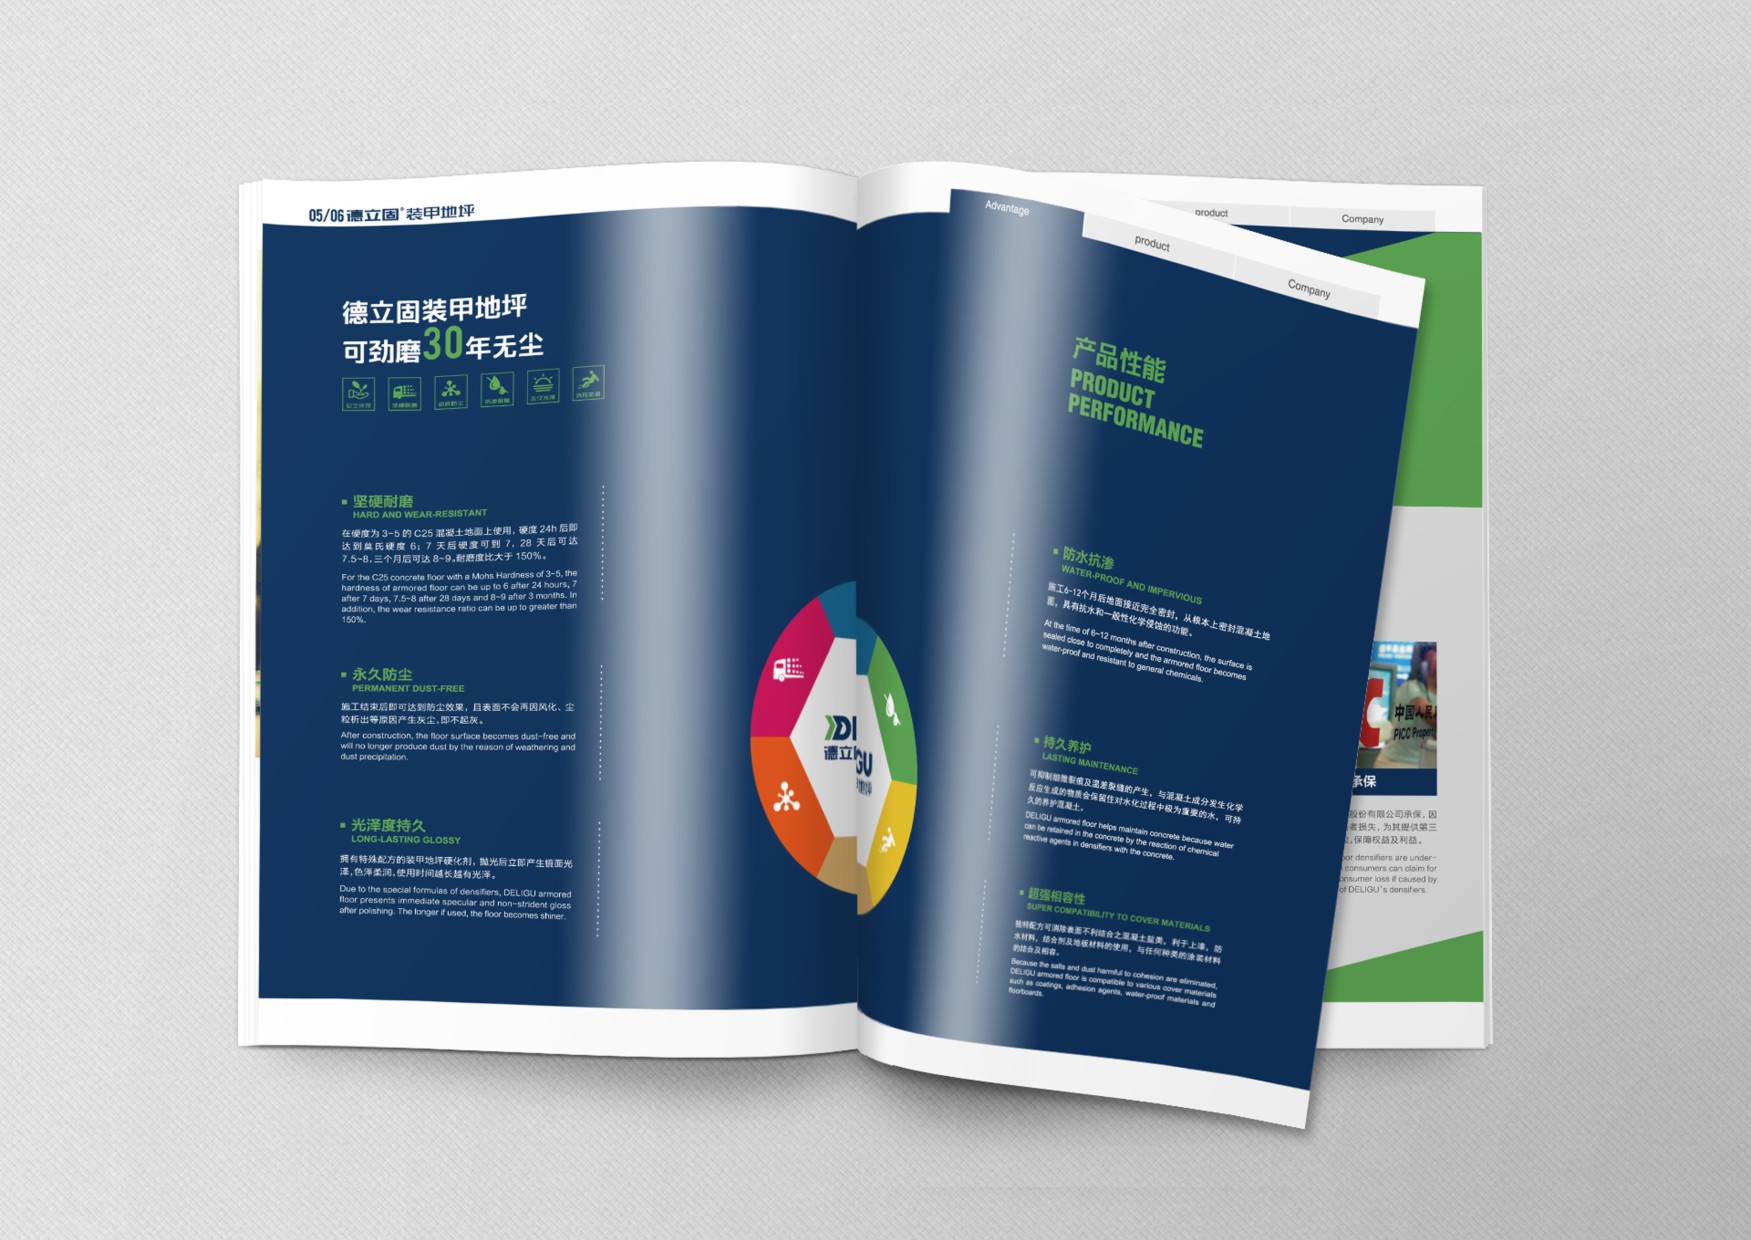 05/06 德立固®装甲地坪
德立固装甲地坪
可劲磨30年无尘
坚硬耐磨
HARD AND WEAR-RESISTANT
在硬度为 3~5 的 C25 混凝土地面上使用，硬度 24h 后即
达到莫氏硬度 6；7 天后硬度可到 7，28 天后可达
7.5~8，三个月后可达 8~9。耐磨度比大于 150%。
For the C25 concrete floor with a Mohs Hardness of 3~5, the
hardness of armored floor can be up to 6 after 24 hours, 7
after 7 days, 7.5~8 after 28 days and 8~9 after 3 months. In
addition, the wear resistance ratio can be up to greater than
150%.
永久防尘
PERMANENT DUST-FREE
施工结束后即可达到防尘效果，且表面不会再因风化、尘
粒析出等原因产生灰尘，即不起灰。
After construction, the floor surface becomes dust-free and
will no longer produce dust by the reason of weathering and
dust precipitation.
光泽度持久
LONG-LASTING GLOSSY
拥有特殊配方的装甲地坪硬化剂，抛光后立即产生镜面光
泽，色泽柔润，使用时间越长越有光泽。
Due to the special formulas of densifiers, DELIGU armored
floor presents immediate specular and non-strident gloss
after polishing. The longer if used, the floor becomes shiner.
DI
德立
GU
Advantage
product
Company
产品性能
PRODUCT
PERFORMANCE
防水抗渗
WATER-PROOF AND IMPERVIOUS
施工6~12个月后地面接近完全密封，从根本上密封混凝土地
面，具有抗水和一般性化学侵蚀的功能。
At the time of 6~12 months after construction, the surface is
sealed close to completely and the armored floor becomes
water-proof and resistant to general chemicals.
持久养护
LASTING MAINTENANCE
可抑制细微裂痕及温差裂缝的产生，与混凝土成分发生化学
反应生成的物质会保留住对水化过程中极为重要的水，可持
久的养护混凝土。
DELIGU armored floor helps maintain concrete because water
can be retained in the concrete by the reaction of chemical
reactive agents in densifiers with the concrete.
超强相容性
SUPER COMPATIBILITY TO COVER MATERIALS
独特配方可消除表面不利结合之混凝土盐类，利于上漆，防
水材料，结合剂及地板材料的使用，与任何种类的涂装材料
的结合及相容。
Because the salts and dust harmful to cohesion are eliminated,
DELIGU armored floor is compatible to various cover materials
such as coatings, adhesion agents, water-proof materials and
floorboards.
product
Company
中国人民
PICC Property
承保
股份有限公司承保，因
者损失，为其提供第三
，保障权益及利益。
oor densifiers are under-
consumers can claim for
onsumer loss if caused by
of DELIGU's densifiers.